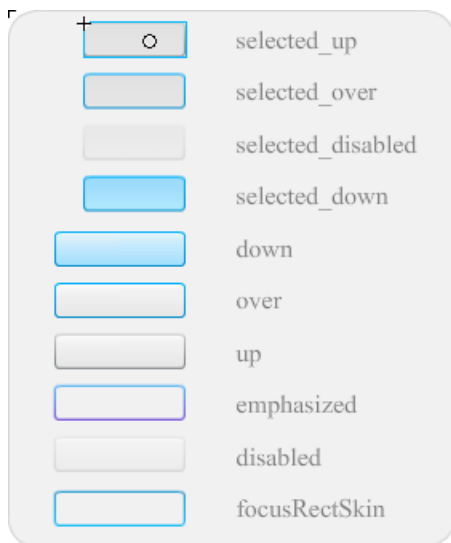 selected_up
selected_over
selected_disabled
selected_down
down
over
up
emphasized
disabled
focusRectSkin